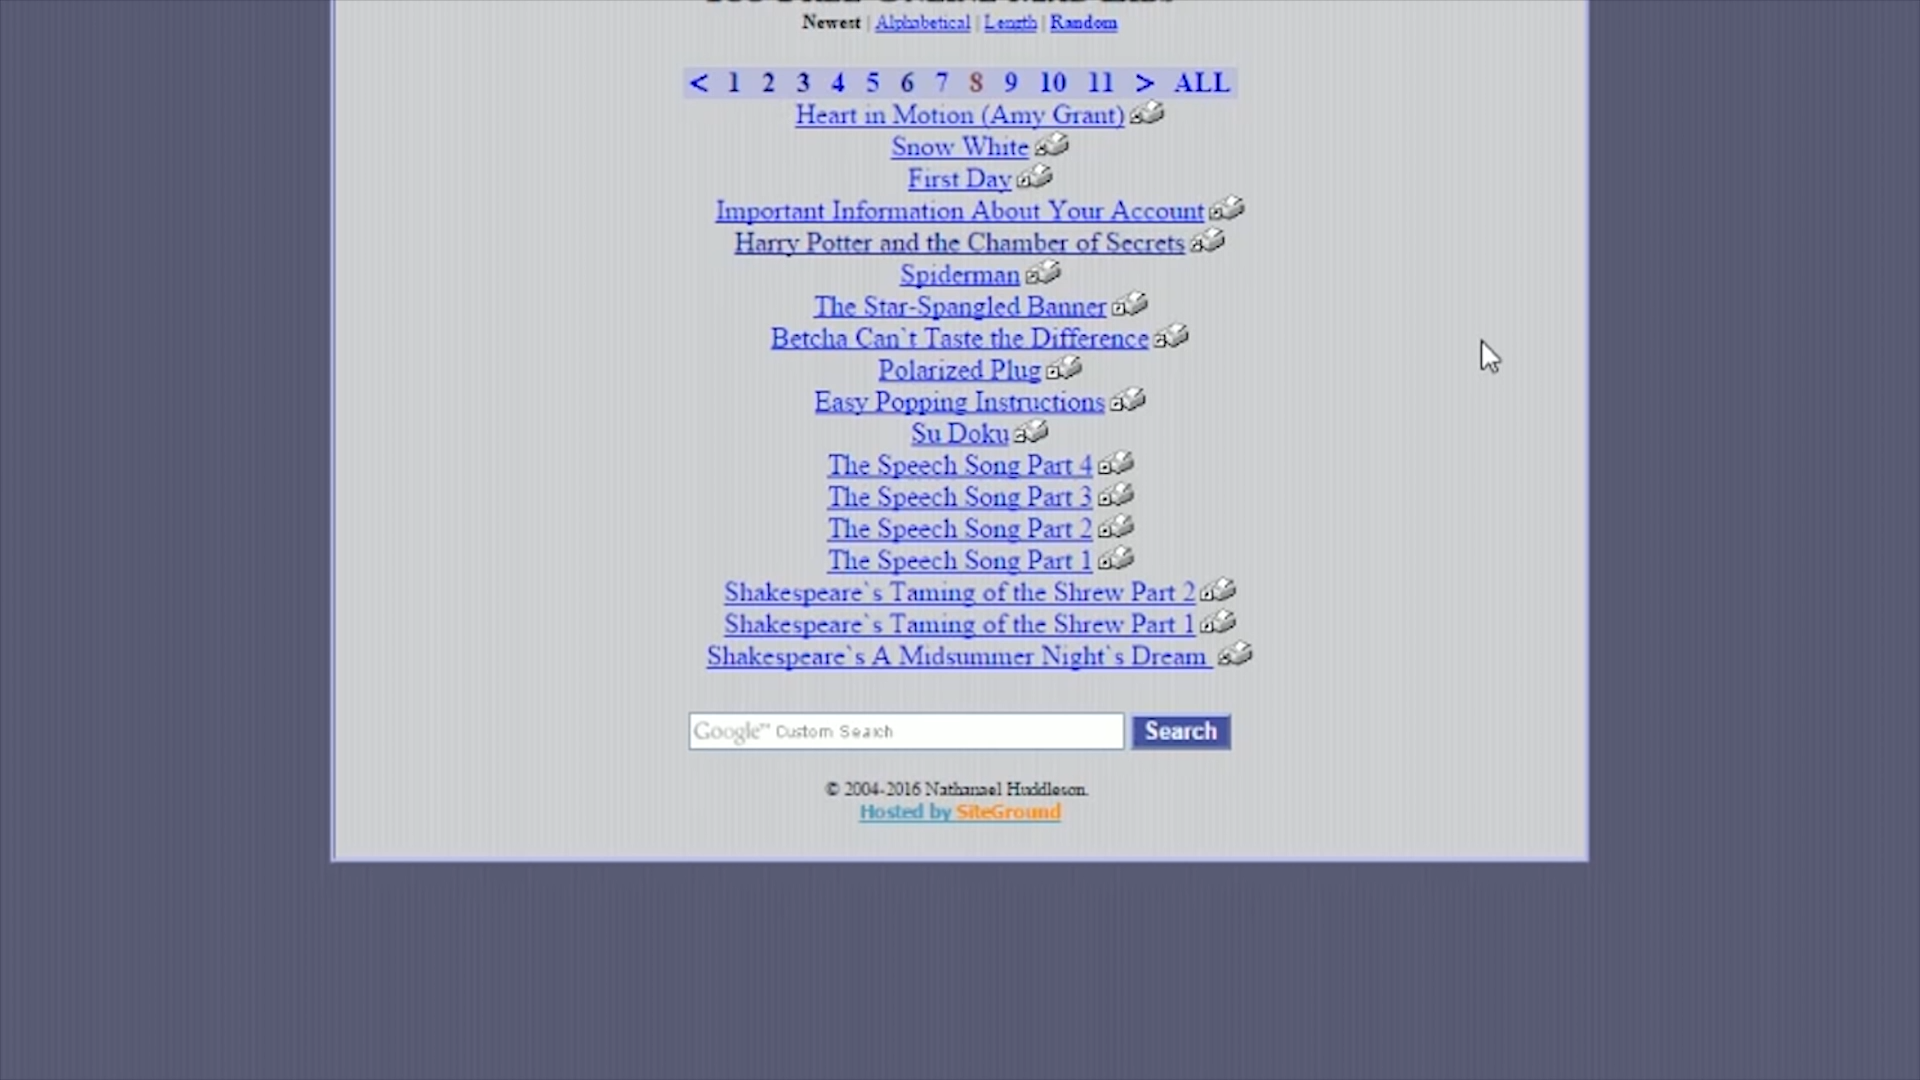 Newest | Alphabetical | Length | Random
< 1 2 3 4 5 6 7 8 9 10 11 > ALL
Heart in Motion (Amy Grant)
Snow White
First Day
Important Information About Your Account
Harry Potter and the Chamber of Secrets
Spiderman
The Star-Spangled Banner
Betcha Can`t Taste the Difference
Polarized Plug
Easy Popping Instructions
Su Doku
The Speech Song Part 4
The Speech Song Part 3
The Speech Song Part 2
The Speech Song Part 1
Shakespeare`s Taming of the Shrew Part 2
Shakespeare`s Taming of the Shrew Part 1
Shakespeare`s A Midsummer Night`s Dream
Google™ Custom Search Search
© 2004-2016 Nathanael Huddleson.
Hosted by SiteGround